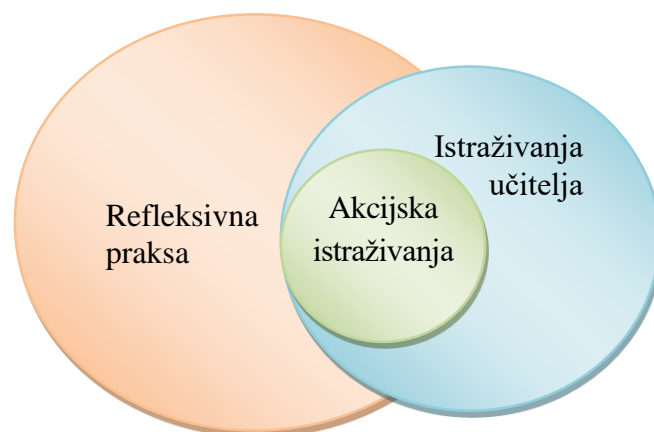 Refleksivna
praksa
Akcijska
istraživanja
Istraživanja
učitelja